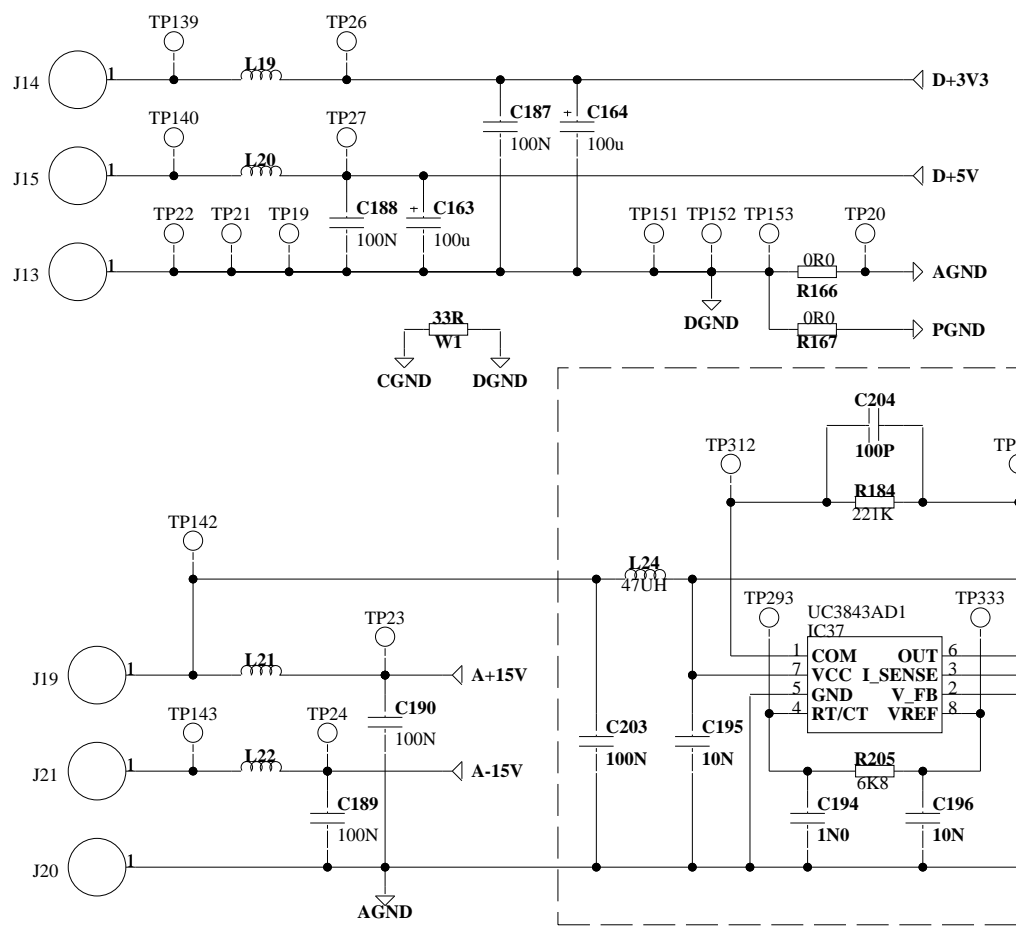 TP139
TP26
L19
J14
1
D+3V3
C187
100N
+
C164
100u
TP140
TP27
L20
J15
1
D+5V
TP22
TP21
TP19
C188
100N
+
C163
100u
TP151
TP152
TP153
TP20
J13
1
0R0
R166
AGND
DGND
0R0
R167
PGND
33R
W1
CGND
DGND
C204
100P
TP312
R184
221K
TP142
L24
47UH
TP293
TP333
UC3843AD1
IC37
1 COM OUT 6
7 VCC I_SENSE 3
5 GND V_FB 2
4 RT/CT VREF 8
TP23
J19
1
L21
A+15V
C190
100N
TP143
TP24
J21
1
L22
A-15V
C189
100N
C203
100N
C195
10N
R205
6K8
C194
1N0
C196
10N
J20
1
AGND